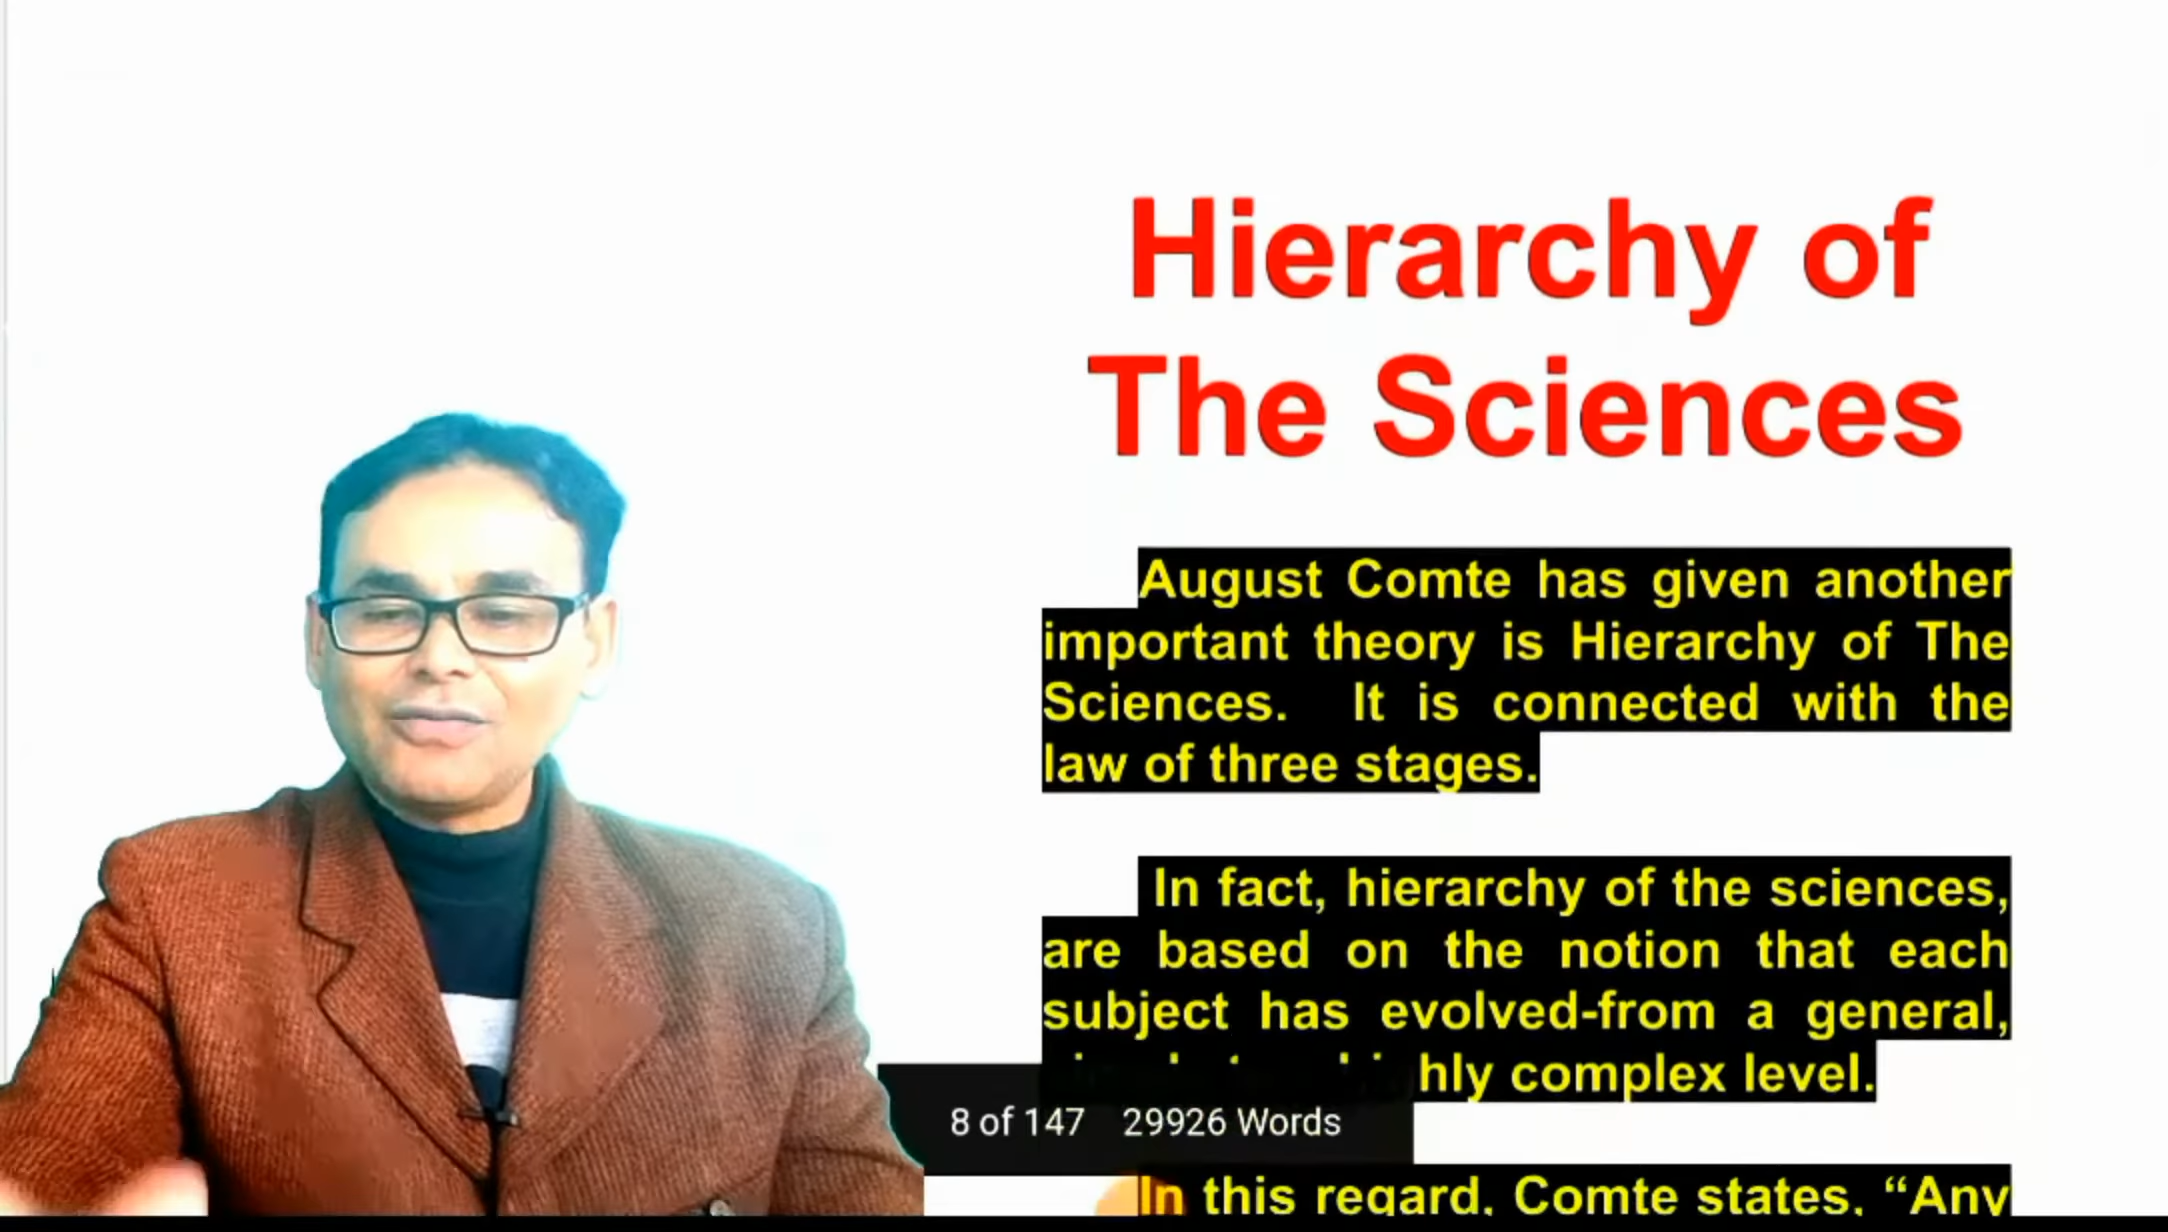 Hierarchy of
The Sciences
August Comte has given another
important theory is Hierarchy of The
Sciences. It is connected with the
law of three stages.
In fact, hierarchy of the sciences,
are based on the notion that each
subject has evolved-from a general,
hly complex level.
8 of 147 29926 Words
In this regard, Comte states, “Any